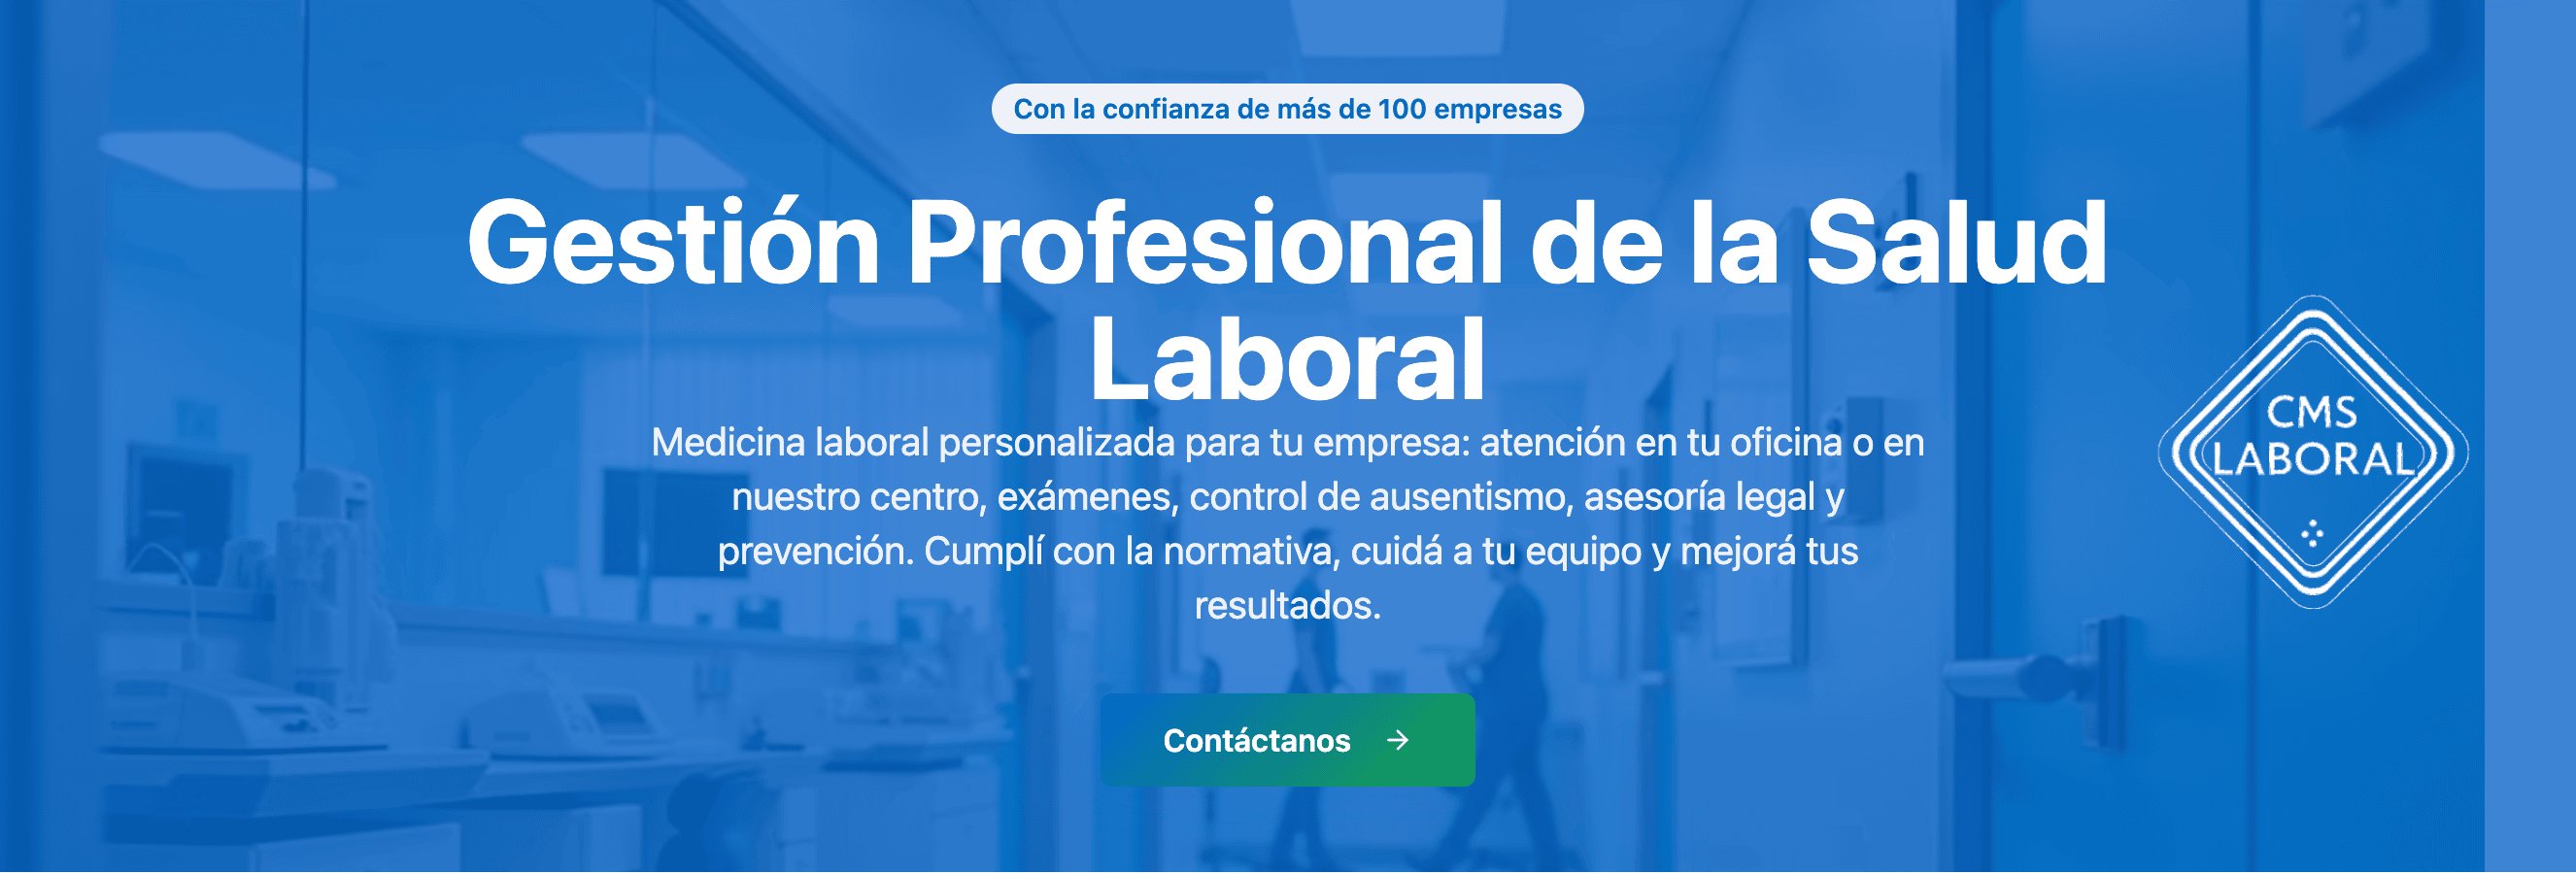 Con la confianza de más de 100 empresas
Gestión Profesional de la Salud
Laboral
Medicina laboral personalizada para tu empresa: atención en tu oficina o en
nuestro centro, exámenes, control de ausentismo, asesoría legal y
prevención. Cumplí con la normativa, cuidá a tu equipo y mejorá tus
resultados.
Contáctanos
CMS
LABORAL